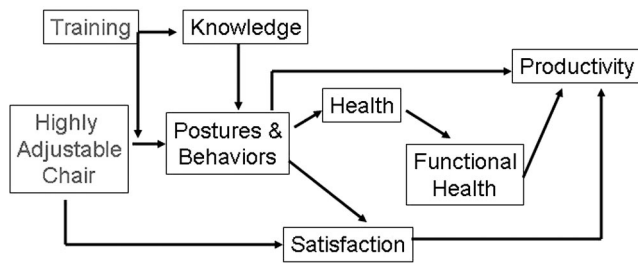 Training
Knowledge
Productivity
Highly
Adjustable
Chair
Postures &
Behaviors
Health
Functional
Health
Satisfaction